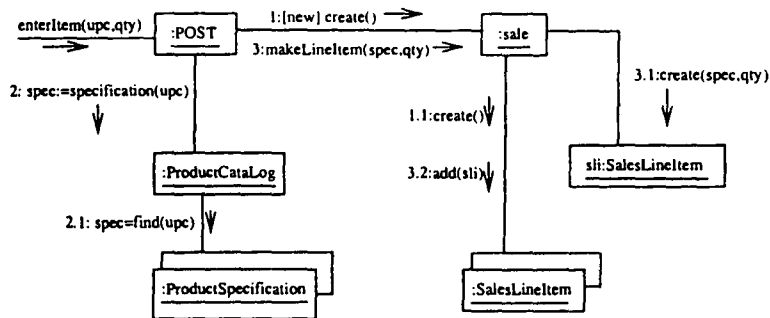 enterItem(upc,qty)
:POST
1:[new] create()
3:makeLineItem(spec,qty)
:sale
2: spec:=specification(upc)
3.1:create(spec,qty)
1.1:create()
:ProductCataLog
sli:SalesLineItem
3.2:add(sli)
2.1: spec=find(upc)
:ProductSpecification
:SalesLineItem